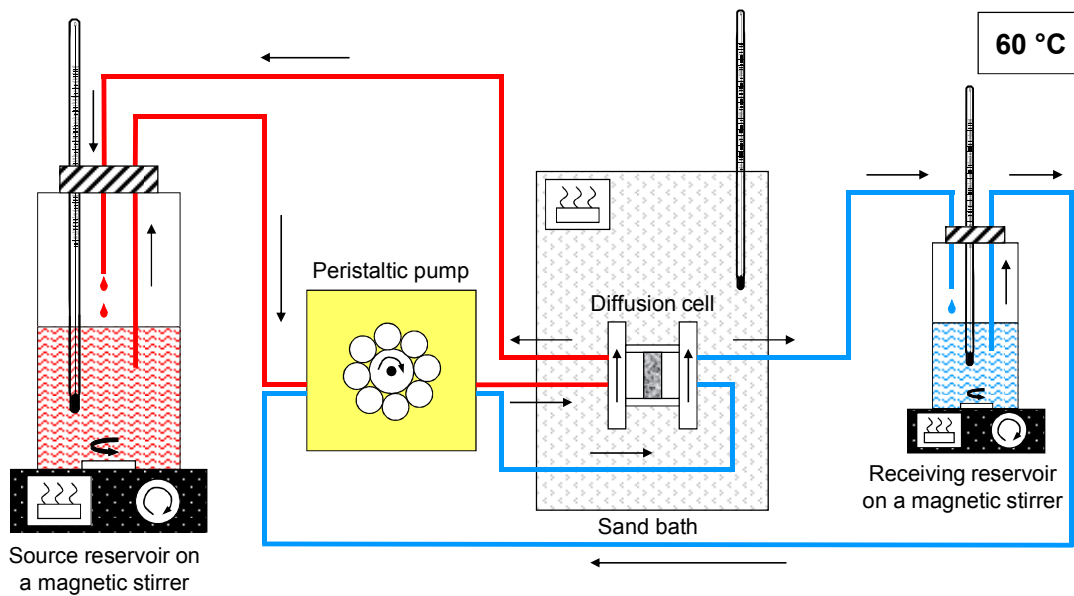 60 °C
Peristaltic pump
Diffusion cell
Sand bath
Receiving reservoir
on a magnetic stirrer
Source reservoir on
a magnetic stirrer